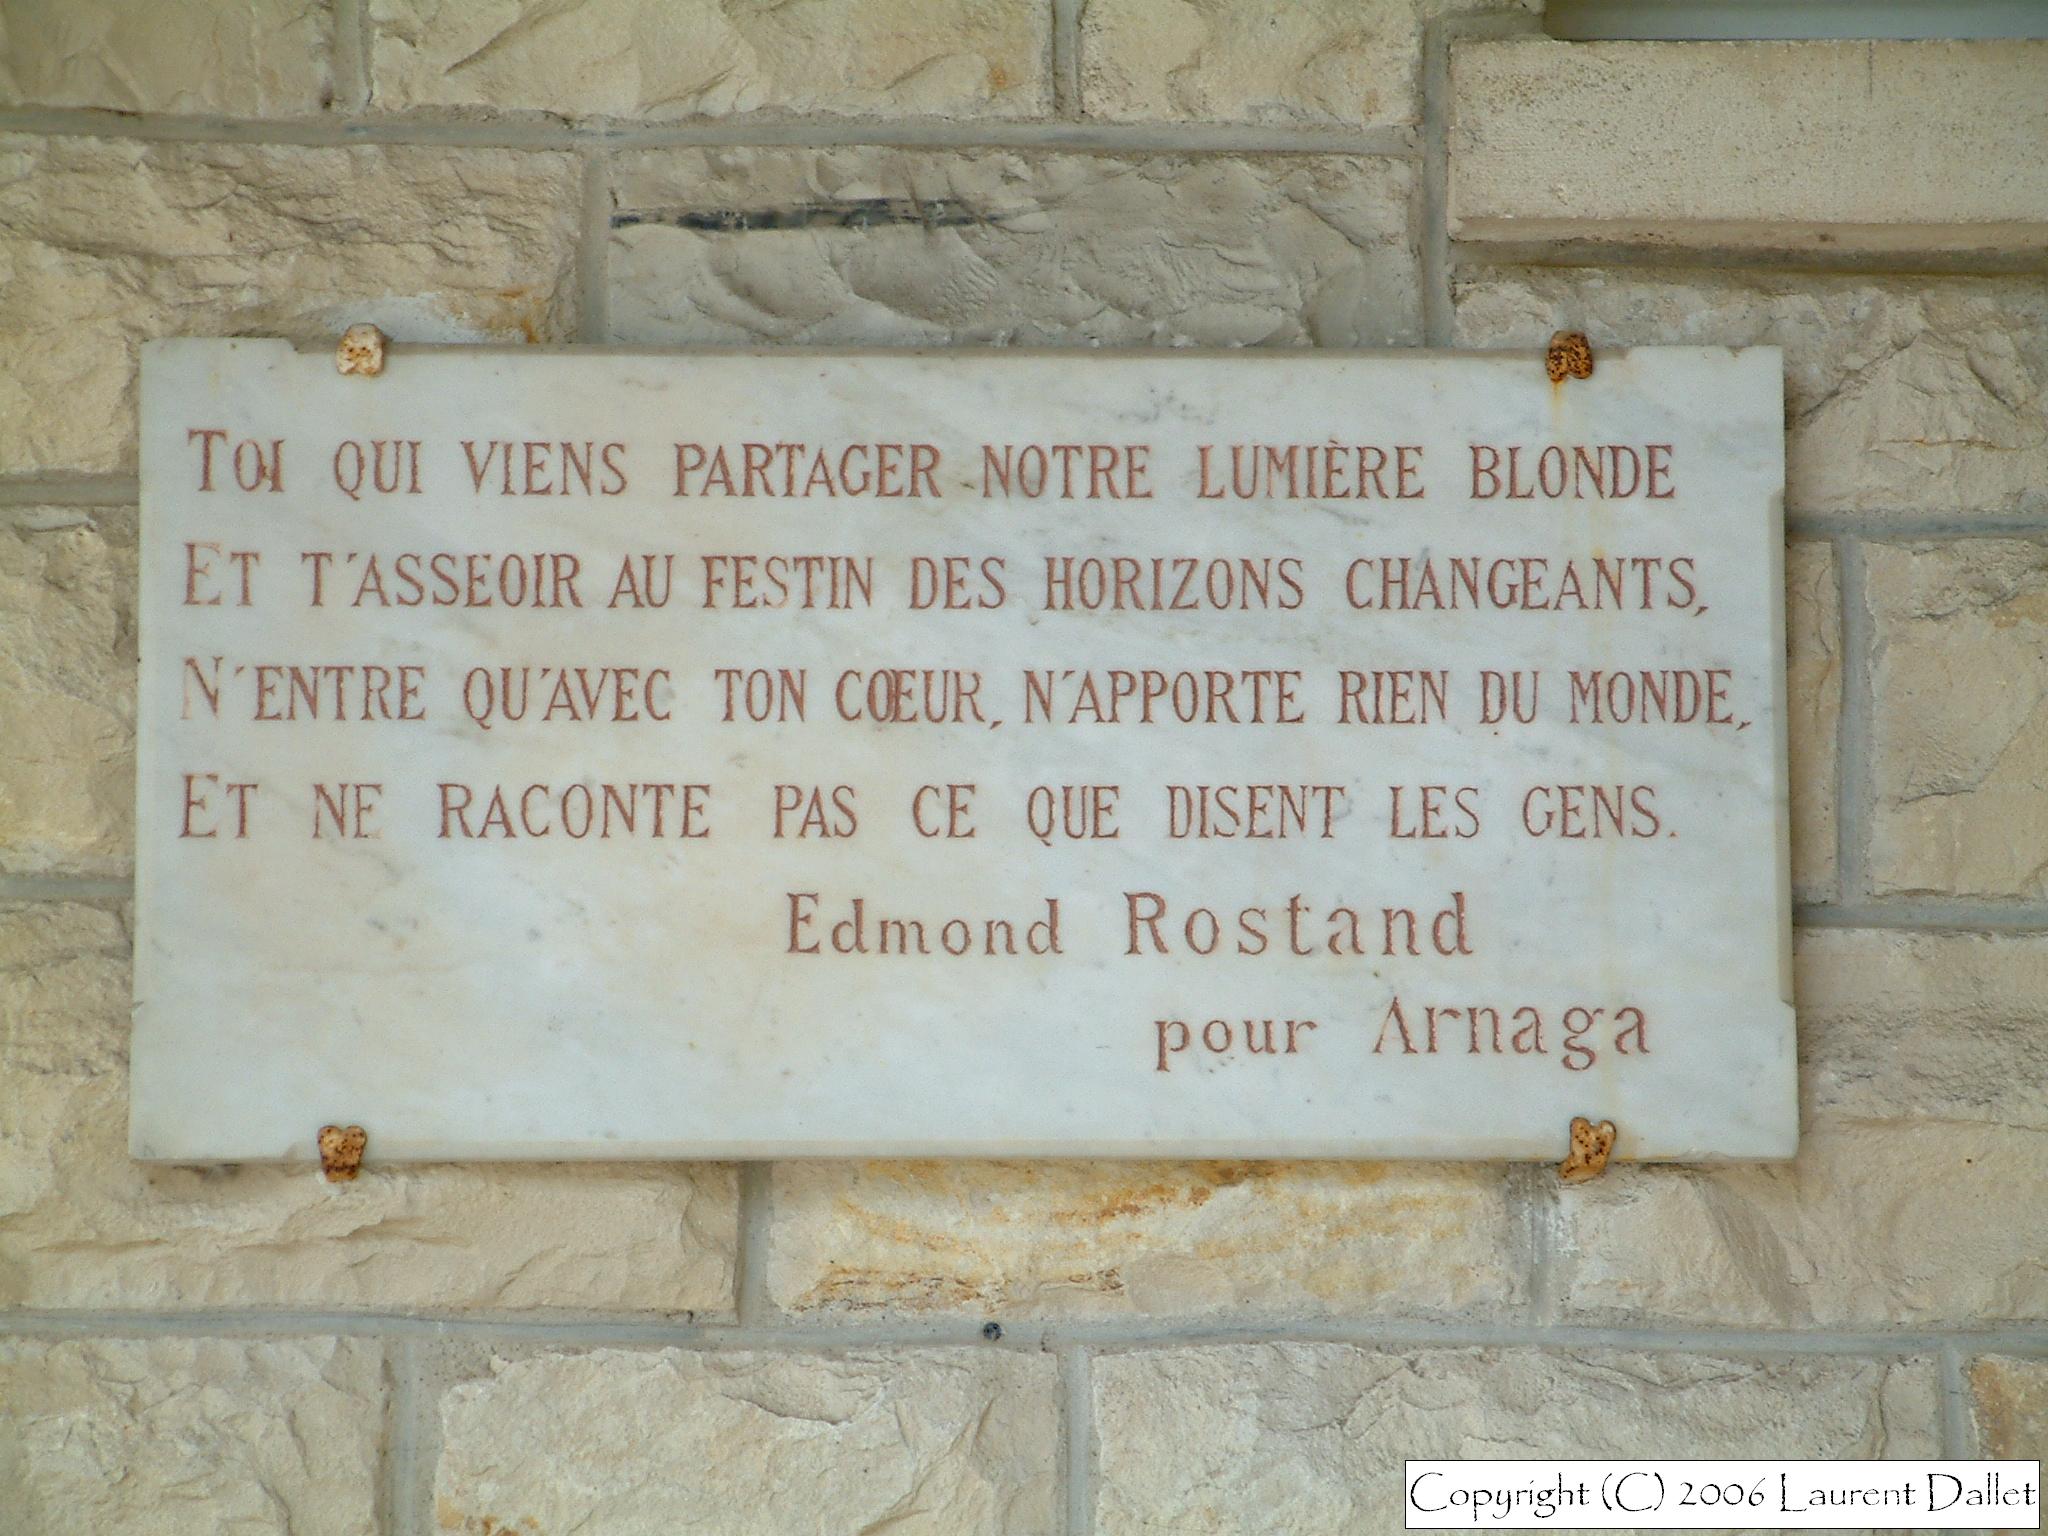 TOI QUI VIENS PARTAGER NOTRE LUMIÈRE BLONDE
ET T'ASSEOIR AU FESTIN DES HORIZONS CHANGEANTS,
N'ENTRE QU'AVEC TON CŒUR, N'APPORTE RIEN DU MONDE,
ET NE RACONTE PAS CE QUE DISENT LES GENS.
Edmond Rostand
pour Arnaga
Copyright (C) 2006 Laurent Dallet